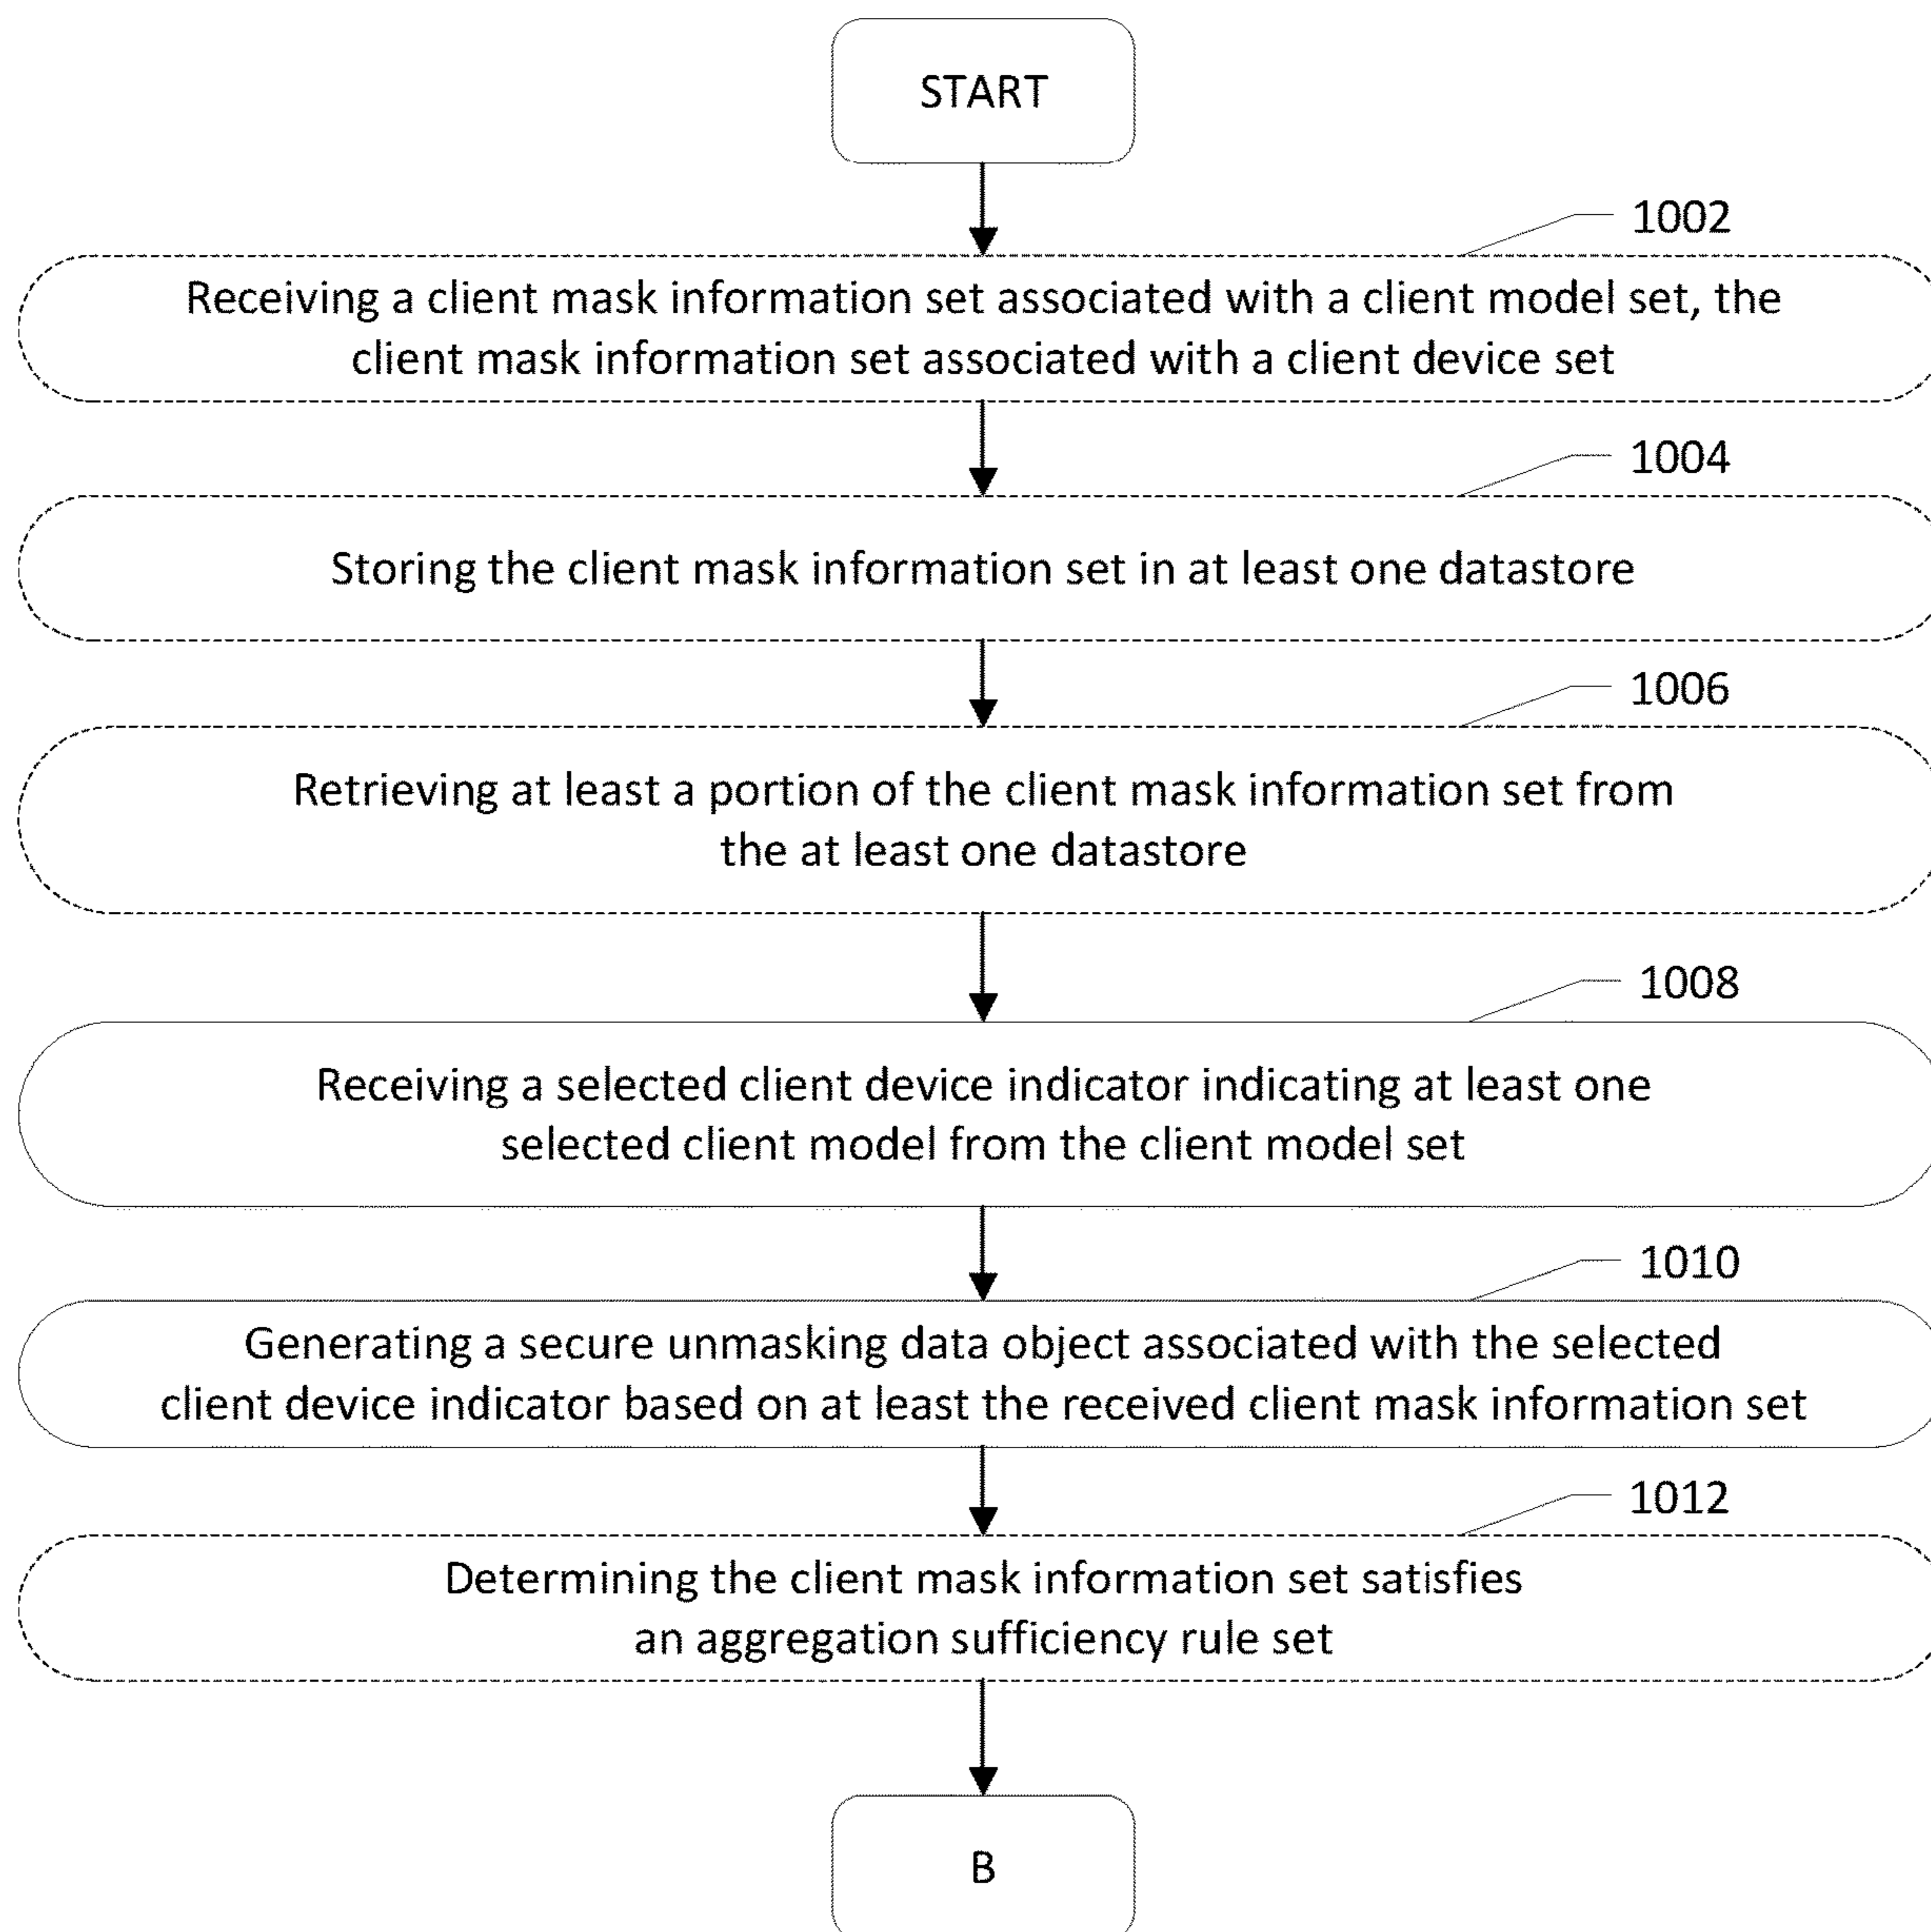 START
1002
Receiving a client mask information set associated with a client model set, the
client mask information set associated with a client device set
1004
Storing the client mask information set in at least one datastore
1006
Retrieving at least a portion of the client mask information set from
the at least one datastore
1008
Receiving a selected client device indicator indicating at least one
selected client model from the client model set
1010
Generating a secure unmasking data object associated with the selected
client device indicator based on at least the received client mask information set
1012
Determining the client mask information set satisfies
an aggregation sufficiency rule set
B